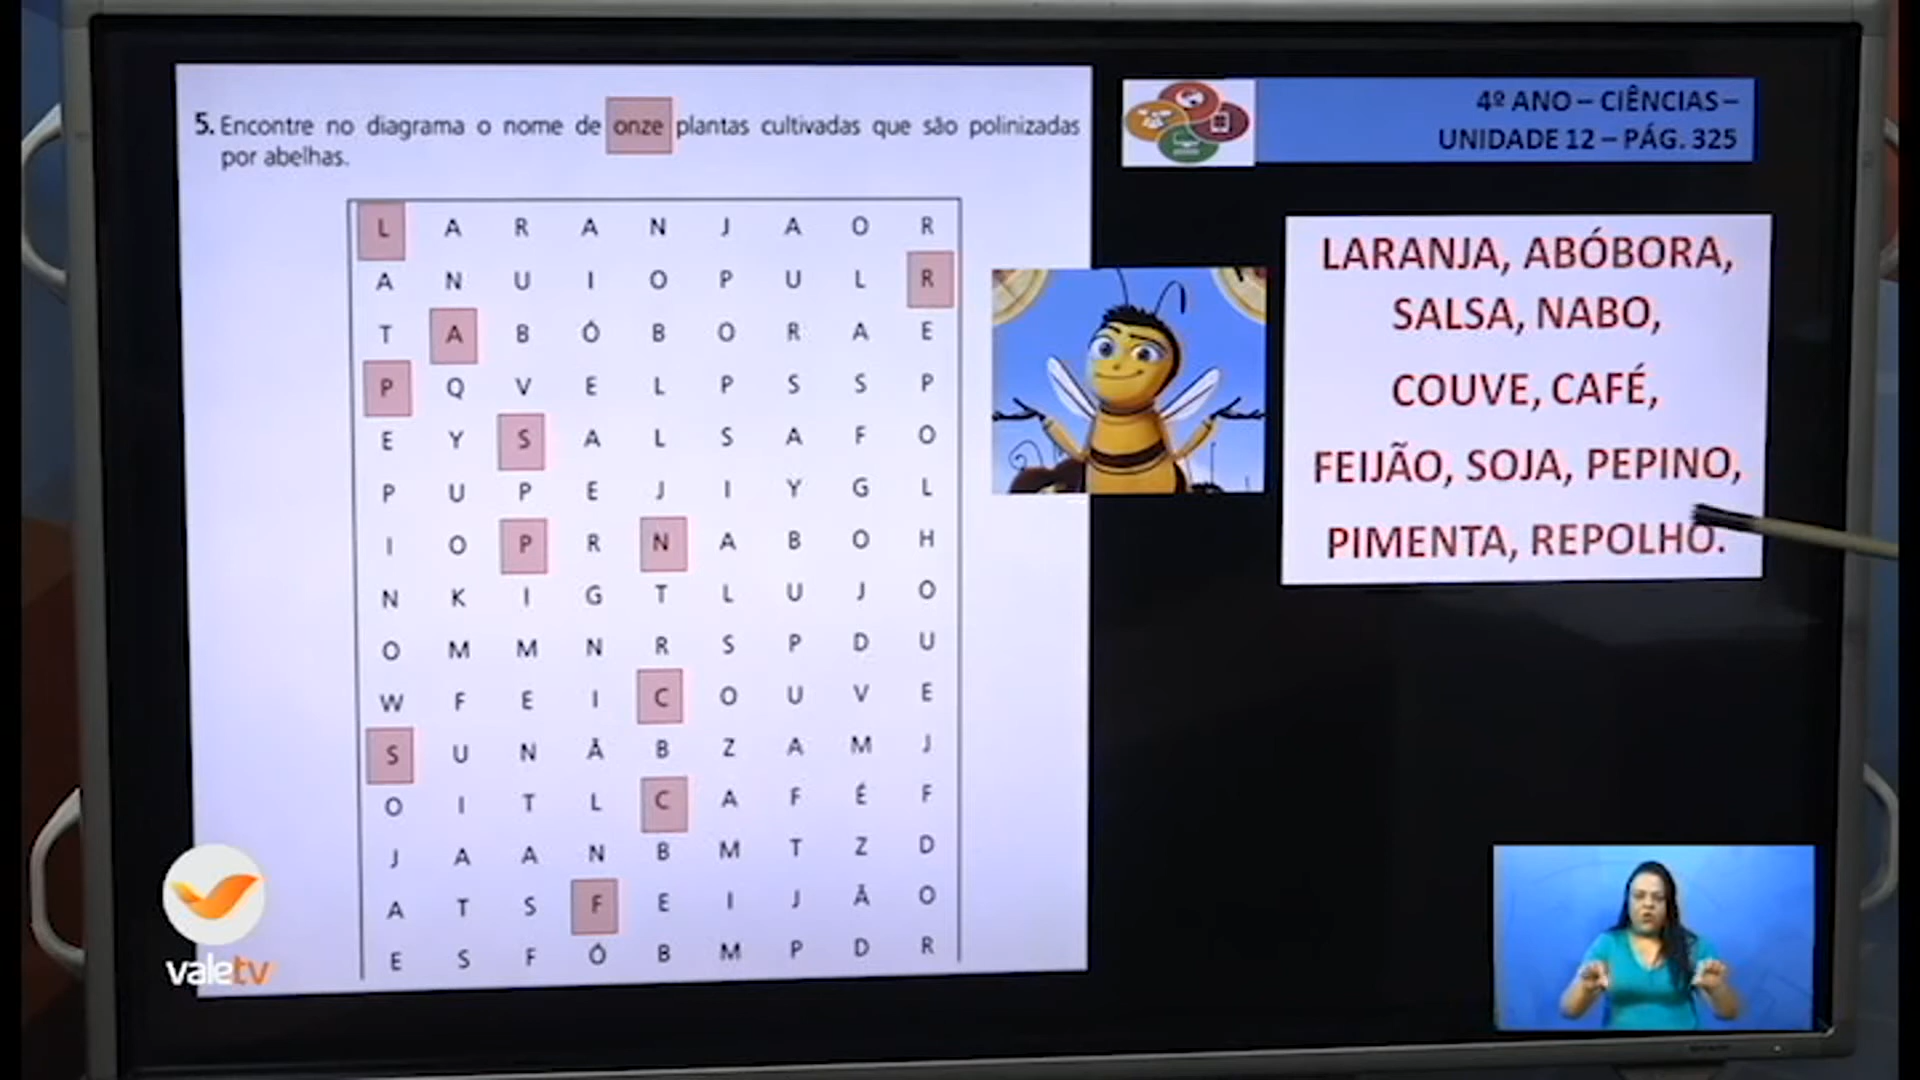 5. Encontre no diagrama o nome de onze plantas cultivadas que são polinizadas
por abelhas.
L A R A N J A O R
A N U I O P U L R
T A B Ó B O R A E
P Q V E L P S S P
E Y S A L S A F O
P U P E J I Y G L
I O P R N A B O H
N K I G T L U J O
O M M N R S P D U
W F E I C O U V E
S U N Ã B Z A M J
O I T L C A F É F
J A A N B M T Z D
A T S F E I J Ã O
E S F Ó B M P D R
4º ANO – CIÊNCIAS –
UNIDADE 12 – PÁG. 325
LARANJA, ABÓBORA,
SALSA, NABO,
COUVE, CAFÉ,
FEIJÃO, SOJA, PEPINO,
PIMENTA, REPOLHO.
valetv